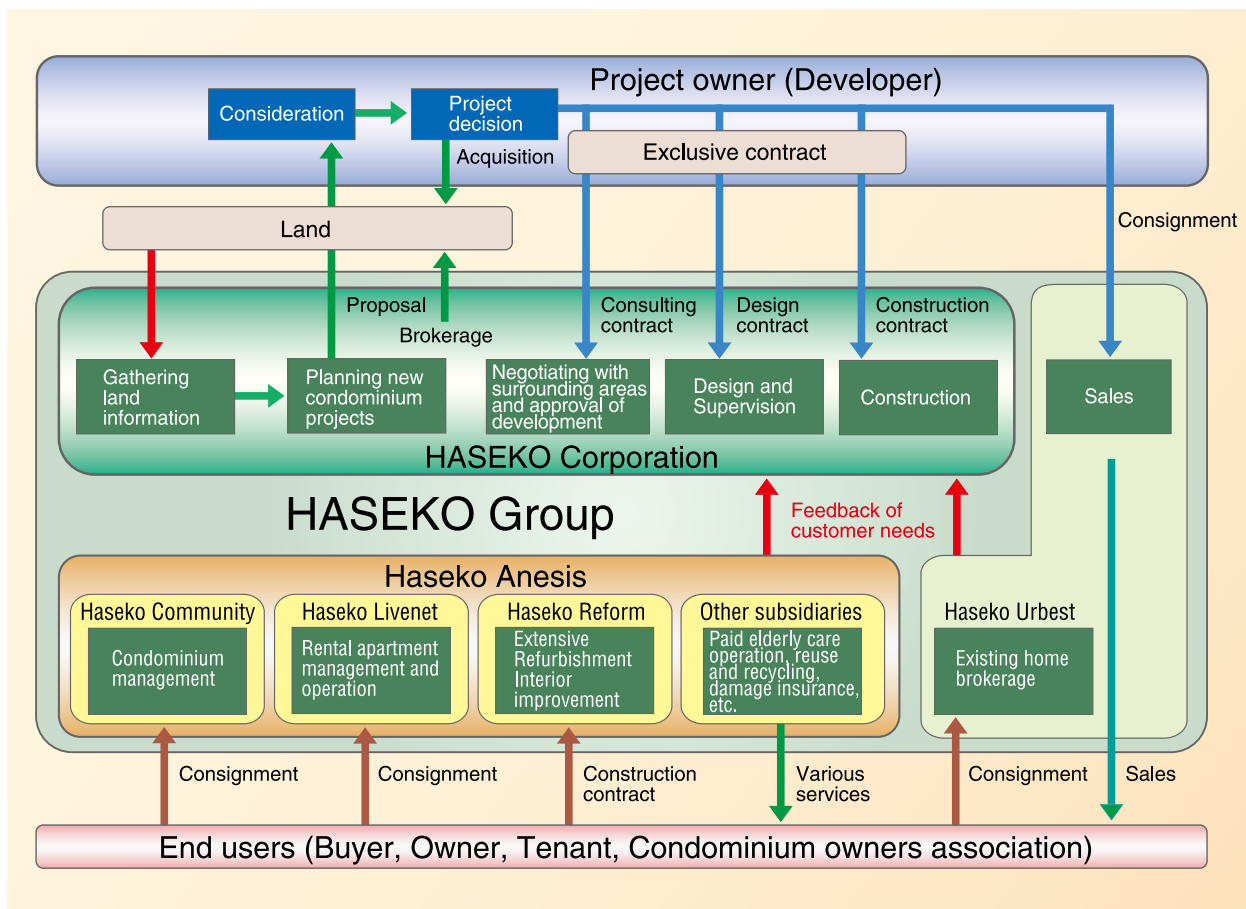 Project owner (Developer)
Consideration
Project
decision
Acquisition
Exclusive contract
Land
Consignment
Proposal
Brokerage
Consulting
contract
Design
contract
Construction
contract
Gathering
land
information
Planning new
condominium
projects
Negotiating with
surrounding areas
and approval of
development
Design and
Supervision
Construction
Sales
HASEKO Corporation
HASEKO Group
Feedback of
customer needs
Haseko Anesis
Haseko Community
Condominium
management
Haseko Livenet
Rental apartment
management and
operation
Haseko Reform
Extensive
Refurbishment
Interior
improvement
Other subsidiaries
Paid elderly care
operation, reuse
and recycling,
damage insurance,
etc.
Haseko Urbest
Existing home
brokerage
Consignment
Consignment
Construction
contract
Various
services
Consignment
Sales
End users (Buyer, Owner, Tenant, Condominium owners association)